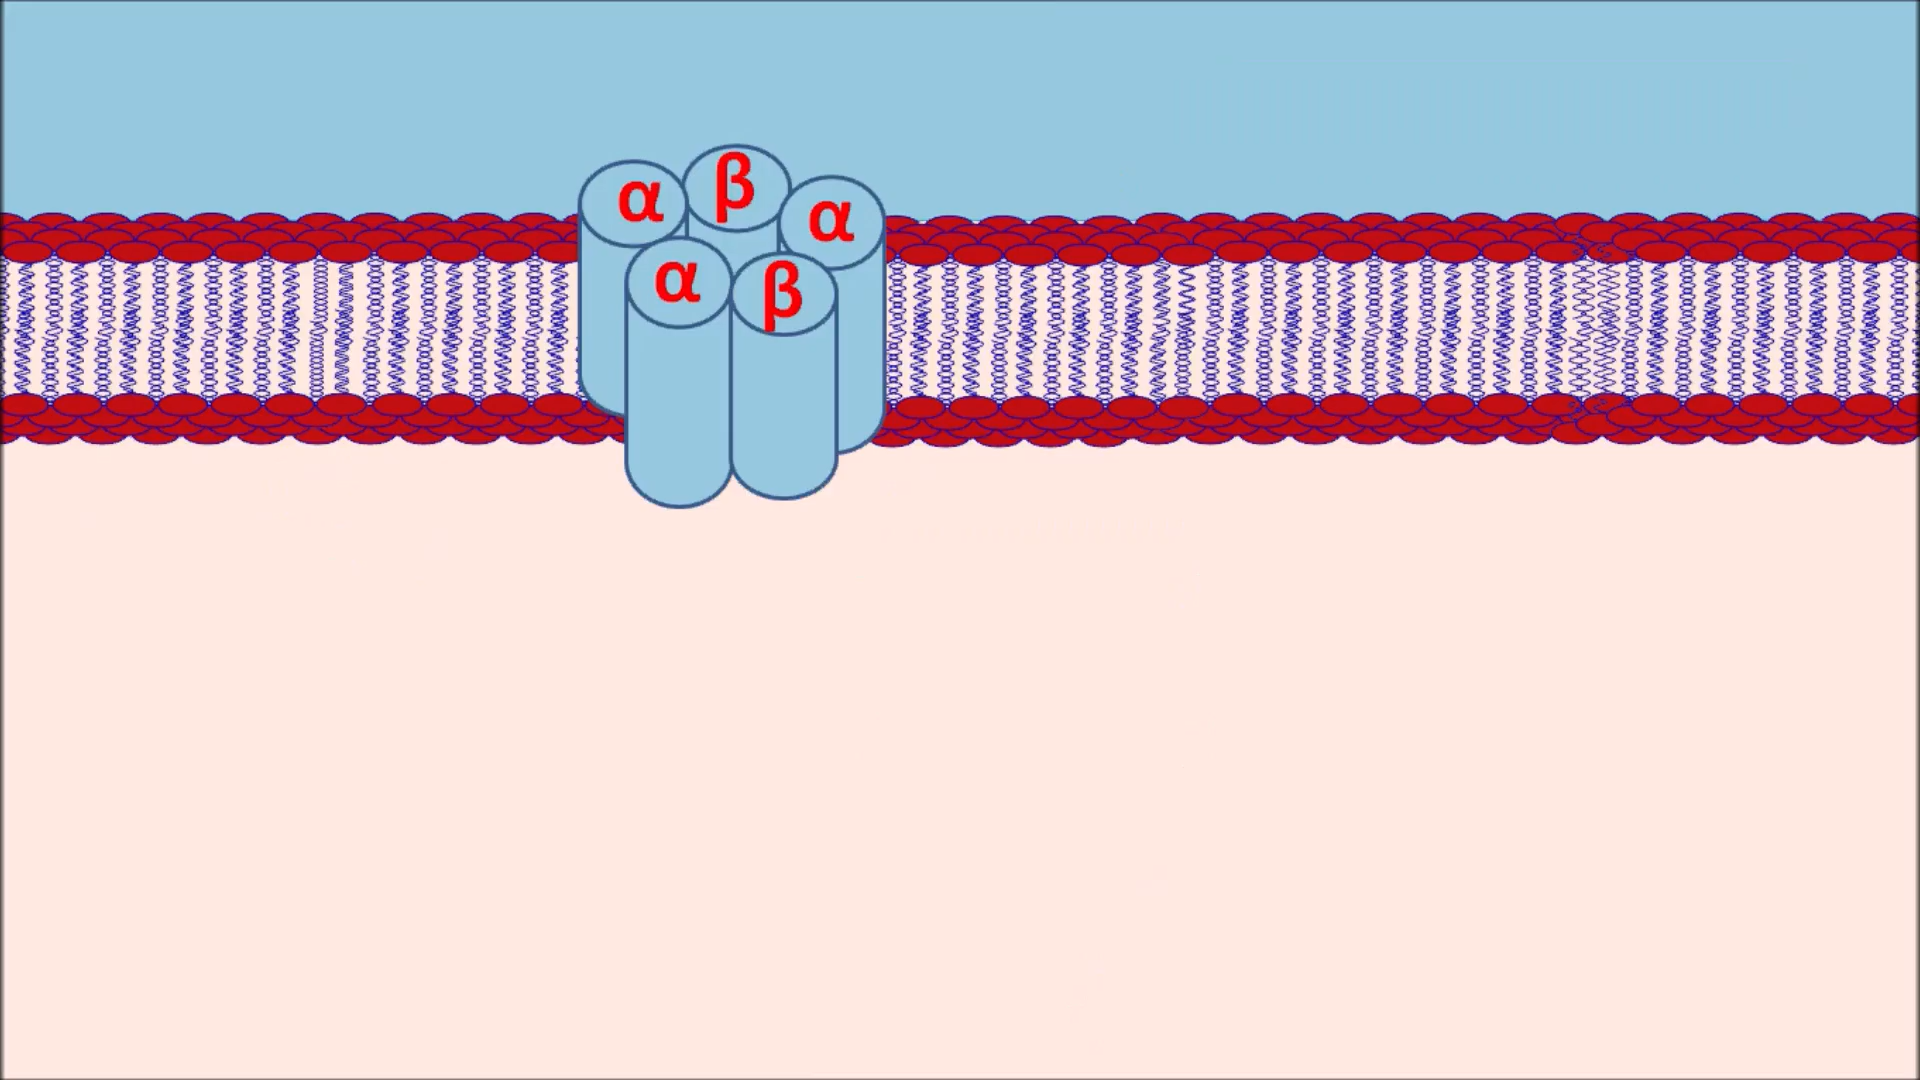 α β α
α β